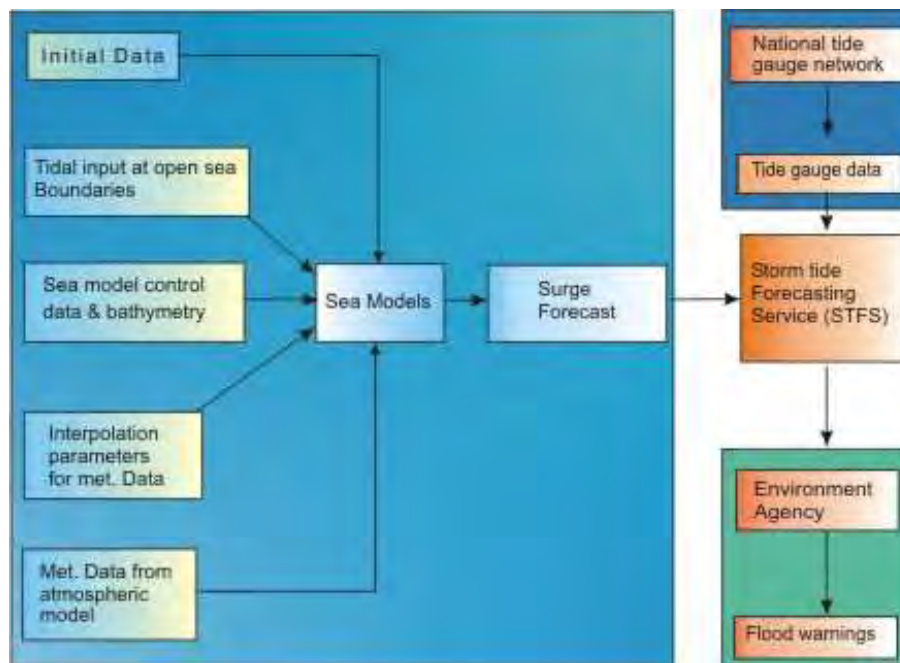 Initial Data
Tidal input at open sea
Boundaries
Sea model control
data & bathymetry
Interpolation
parameters
for met. Data
Met. Data from
atmospheric
model
Sea Models
Surge
Forecast
National tide
gauge network
Tide gauge data
Storm tide
Forecasting
Service (STFS)
Environment
Agency
Flood warnings